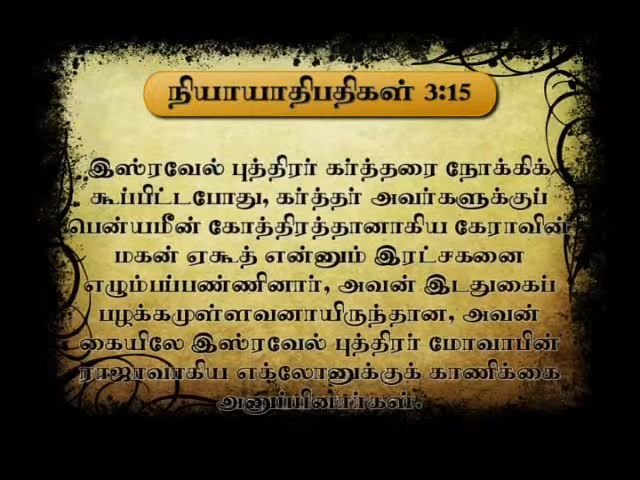 நியாயாதிபதிகள் 3:15
இஸ்ரவேல் புத்திரர் கர்த்தரை நோக்கிக்
கூப்பிட்டபோது, கர்த்தர் அவர்களுக்குப்
பென்யமீன் கோத்திரத்தானாகிய கேராவின்
மகன் ஏகூத் என்னும் இரட்சகனை
எழும்பப்பண்ணினார், அவன் இடதுகைப்
பழக்கமுள்ளவனாயிருந்தான, அவன்
கையிலே இஸ்ரவேல் புத்திரர் மோவாபின்
ராஜாவாகிய எக்லோனுக்குக் காணிக்கை
அனுப்பினார்கள்.